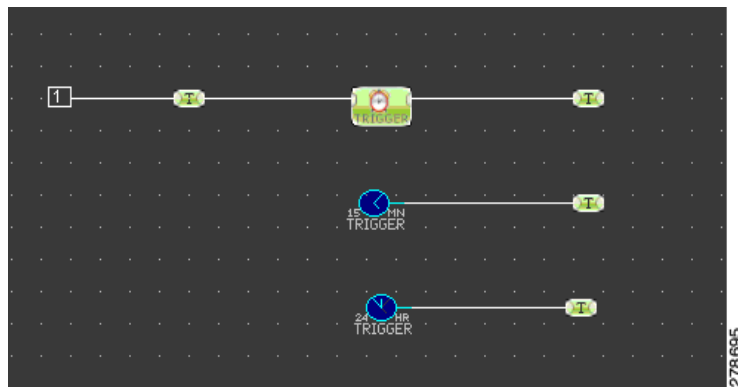 1
T
TRIGGER
T
15 MN
TRIGGER
T
24 HR
TRIGGER
T
278695